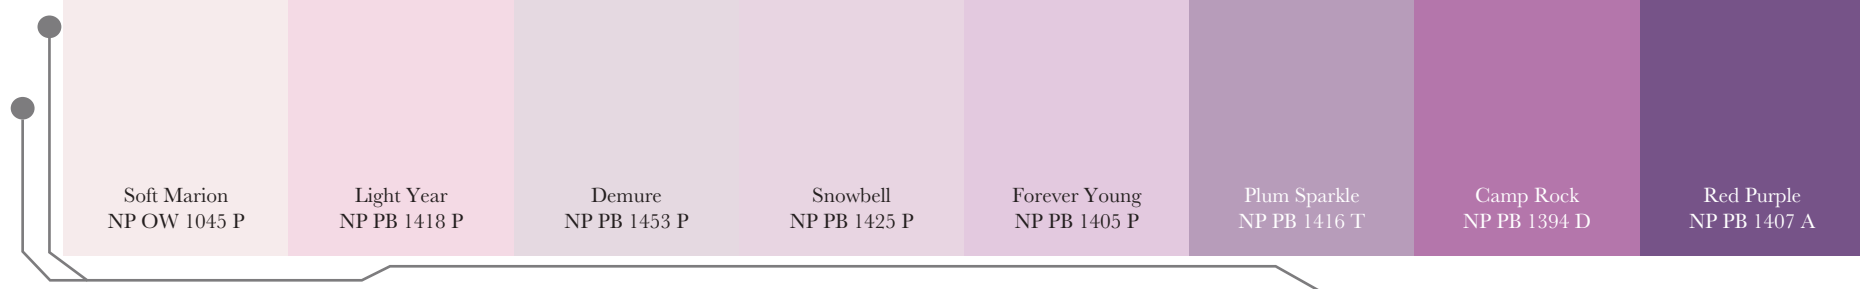 Soft Marion
NP OW 1045 P
Light Year
NP PB 1418 P
Demure
NP PB 1453 P
Snowbell
NP PB 1425 P
Forever Young
NP PB 1405 P
Plum Sparkle
NP PB 1416 T
Camp Rock
NP PB 1394 D
Red Purple
NP PB 1407 A